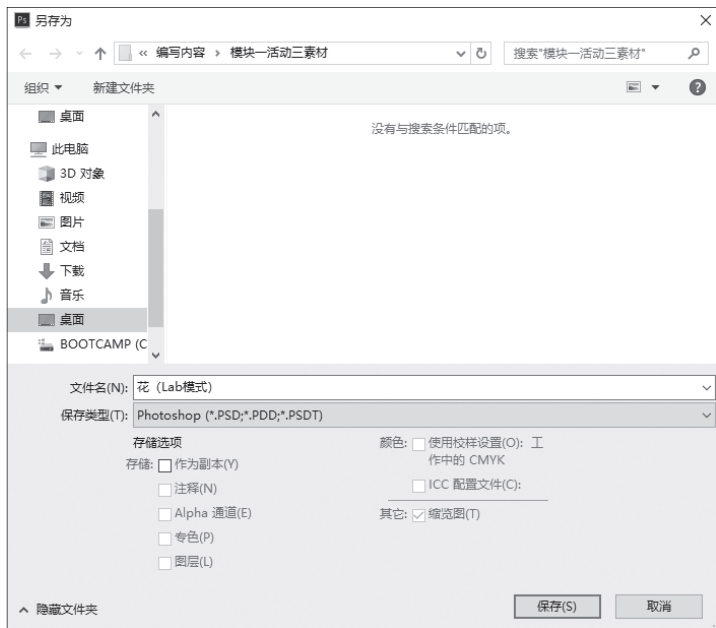 Ps 另存为
« 编写内容 › 模块一活动三素材
搜索"模块一活动三素材"
组织 新建文件夹
没有与搜索条件匹配的项。
桌面
此电脑
3D 对象
视频
图片
文档
下载
音乐
桌面
BOOTCAMP (C
文件名(N): 花（Lab模式）
保存类型(T): Photoshop (*.PSD;*.PDD;*.PSDT)
存储选项
存储: 作为副本(Y)
注释(N)
Alpha 通道(E)
专色(P)
图层(L)
颜色: 使用校样设置(O): 工
作中的 CMYK
ICC 配置文件(C):
其它: 缩览图(T)
隐藏文件夹
保存(S)
取消